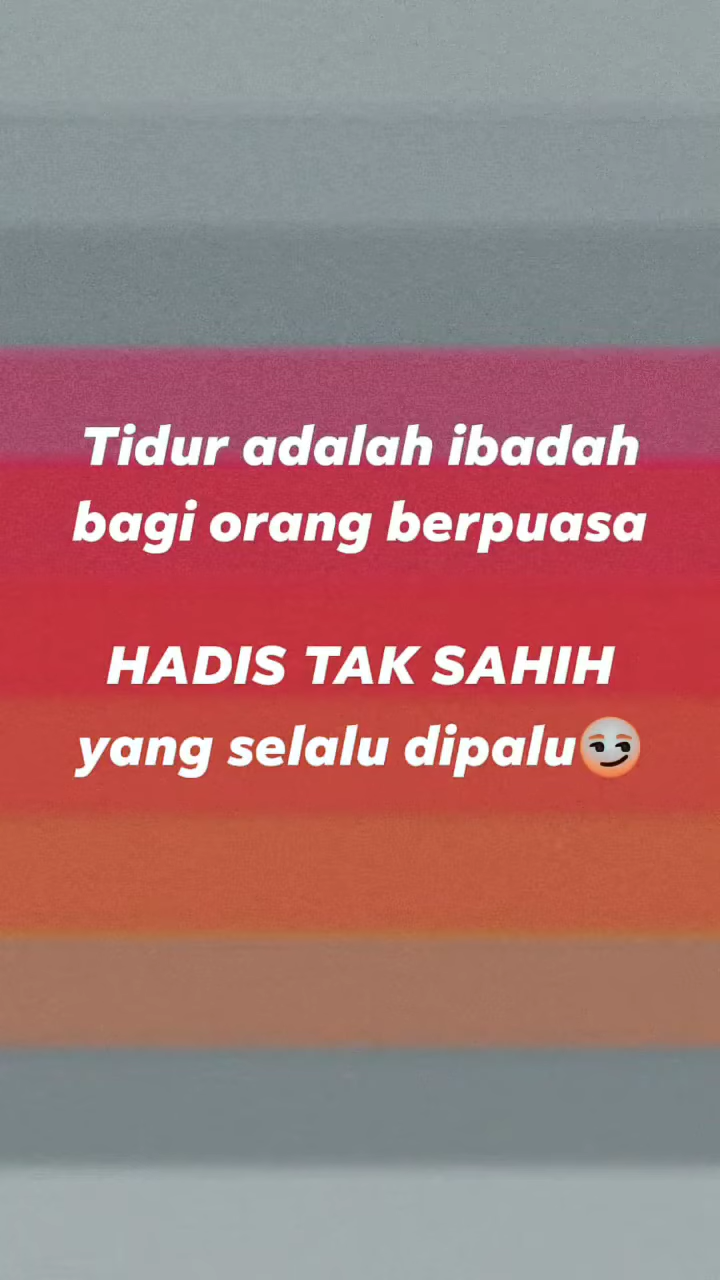 Tidur adalah ibadah
bagi orang berpuasa
HADIS TAK SAHIH
yang selalu dipalu😏